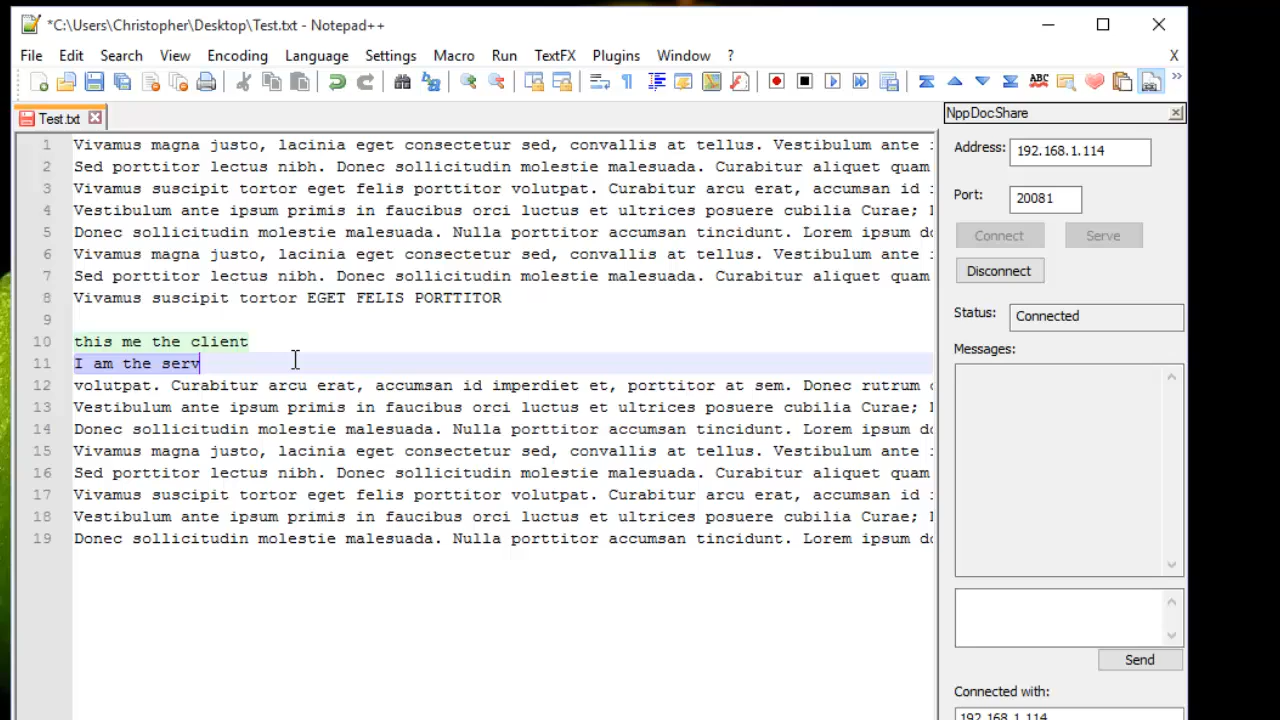 *C:\Users\Christopher\Desktop\Test.txt - Notepad++
File Edit Search View Encoding Language Settings Macro Run TextFX Plugins Window ? X
ABC
Test.txt
NppDocShare
1 Vivamus magna justo, lacinia eget consectetur sed, convallis at tellus. Vestibulum ante
2 Sed porttitor lectus nibh. Donec sollicitudin molestie malesuada. Curabitur aliquet quam
3 Vivamus suscipit tortor eget felis porttitor volutpat. Curabitur arcu erat, accumsan id
4 Vestibulum ante ipsum primis in faucibus orci luctus et ultrices posuere cubilia Curae;
5 Donec sollicitudin molestie malesuada. Nulla porttitor accumsan tincidunt. Lorem ipsum
6 Vivamus magna justo, lacinia eget consectetur sed, convallis at tellus. Vestibulum ante
7 Sed porttitor lectus nibh. Donec sollicitudin molestie malesuada. Curabitur aliquet quam
8 Vivamus suscipit tortor EGET FELIS PORTTITOR
9
10 this me the client
11 I am the serv
12 volutpat. Curabitur arcu erat, accumsan id imperdiet et, porttitor at sem. Donec rutrum
13 Vestibulum ante ipsum primis in faucibus orci luctus et ultrices posuere cubilia Curae;
14 Donec sollicitudin molestie malesuada. Nulla porttitor accumsan tincidunt. Lorem ipsum
15 Vivamus magna justo, lacinia eget consectetur sed, convallis at tellus. Vestibulum ante
16 Sed porttitor lectus nibh. Donec sollicitudin molestie malesuada. Curabitur aliquet quam
17 Vivamus suscipit tortor eget felis porttitor volutpat. Curabitur arcu erat, accumsan id
18 Vestibulum ante ipsum primis in faucibus orci luctus et ultrices posuere cubilia Curae;
19 Donec sollicitudin molestie malesuada. Nulla porttitor accumsan tincidunt. Lorem ipsum
Address: 192.168.1.114
Port: 20081
Connect Serve
Disconnect
Status: Connected
Messages:
Send
Connected with:
192.168.1.114